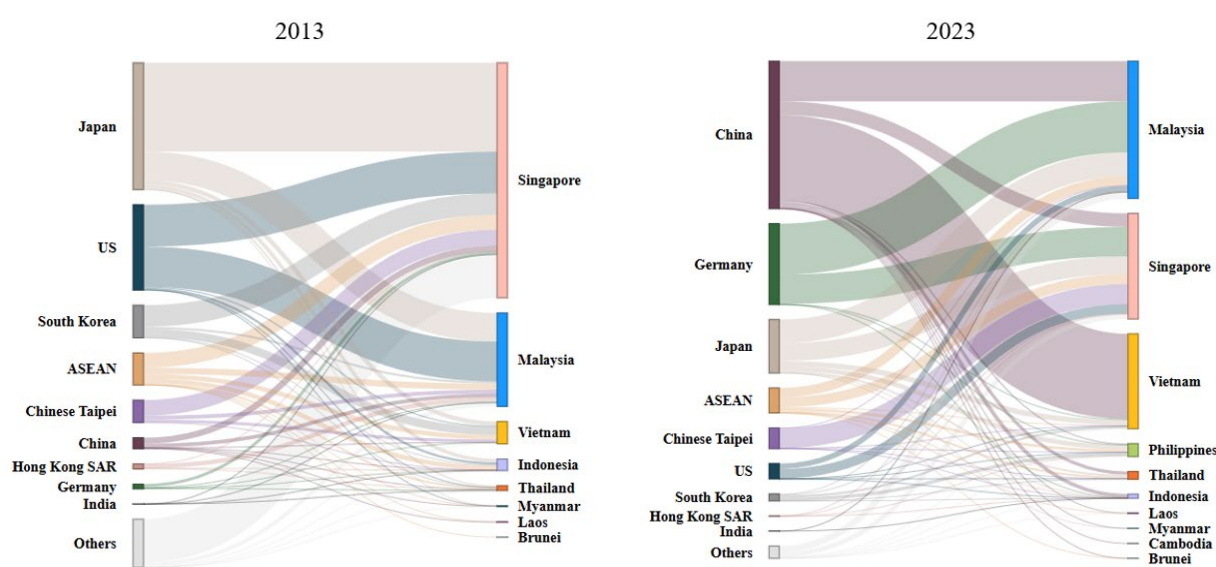 2013
Japan
US
South Korea
ASEAN
Chinese Taipei
China
Hong Kong SAR
Germany
India
Others
Singapore
Malaysia
Vietnam
Indonesia
Thailand
Myanmar
Laos
Brunei
2023
China
Germany
Japan
ASEAN
Chinese Taipei
US
South Korea
Hong Kong SAR
India
Others
Malaysia
Singapore
Vietnam
Philippines
Thailand
Indonesia
Laos
Myanmar
Cambodia
Brunei